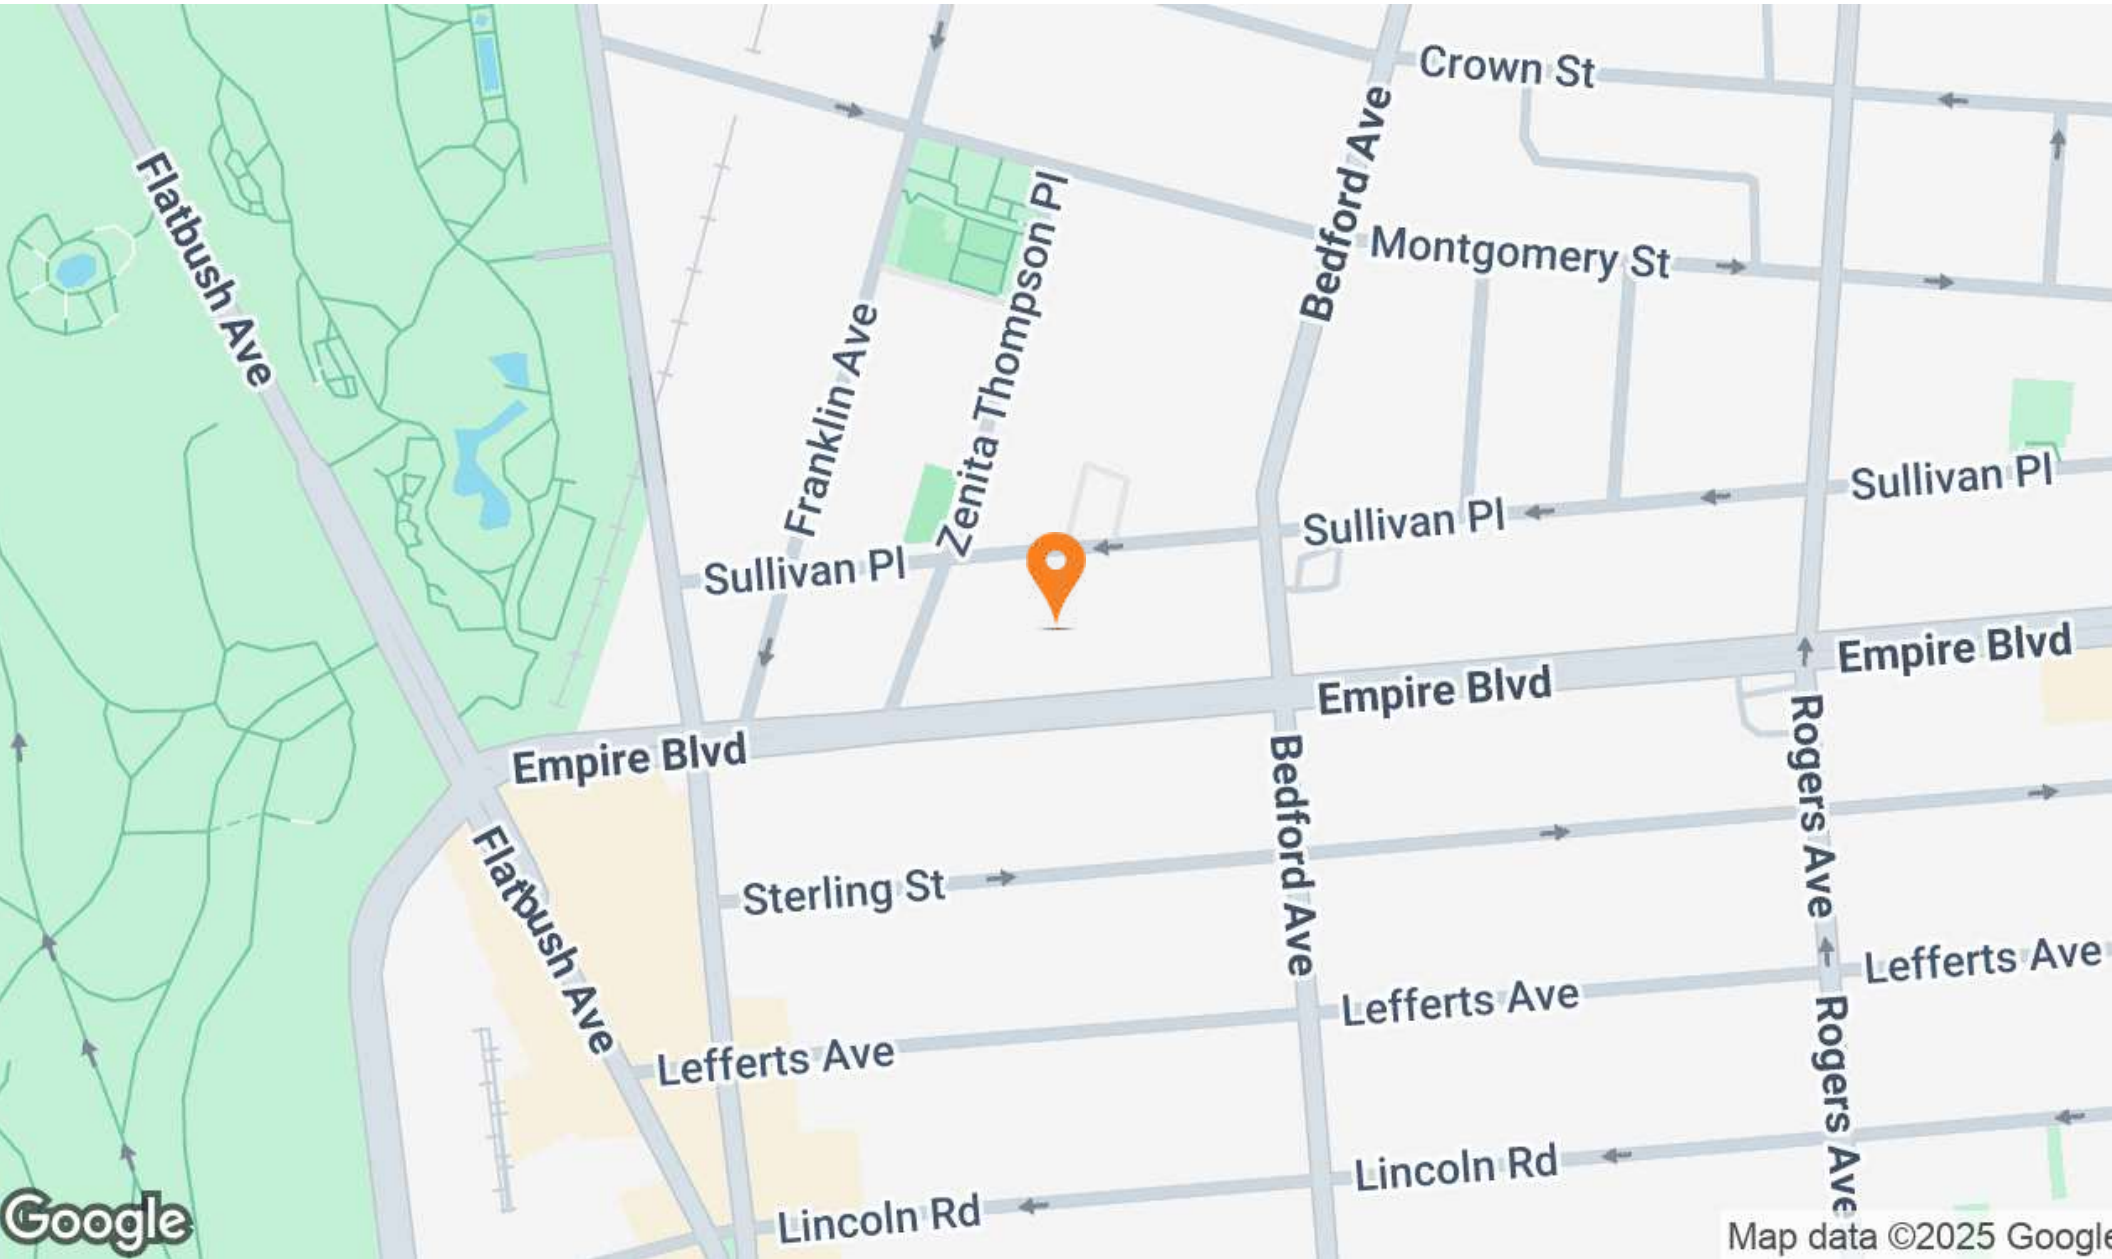 Crown St
Bedford Ave
Flatbush Ave
Zenita Thompson Pl
Montgomery St
Franklin Ave
Sullivan Pl
Sullivan Pl
Sullivan Pl
Empire Blvd
Empire Blvd
Empire Blvd
Rogers Ave
Bedford Ave
Flatbush Ave
Sterling St
Lefferts Ave
Lefferts Ave
Lefferts Ave
Rogers Ave
Lincoln Rd
Lincoln Rd
Google
Map data ©2025 Google